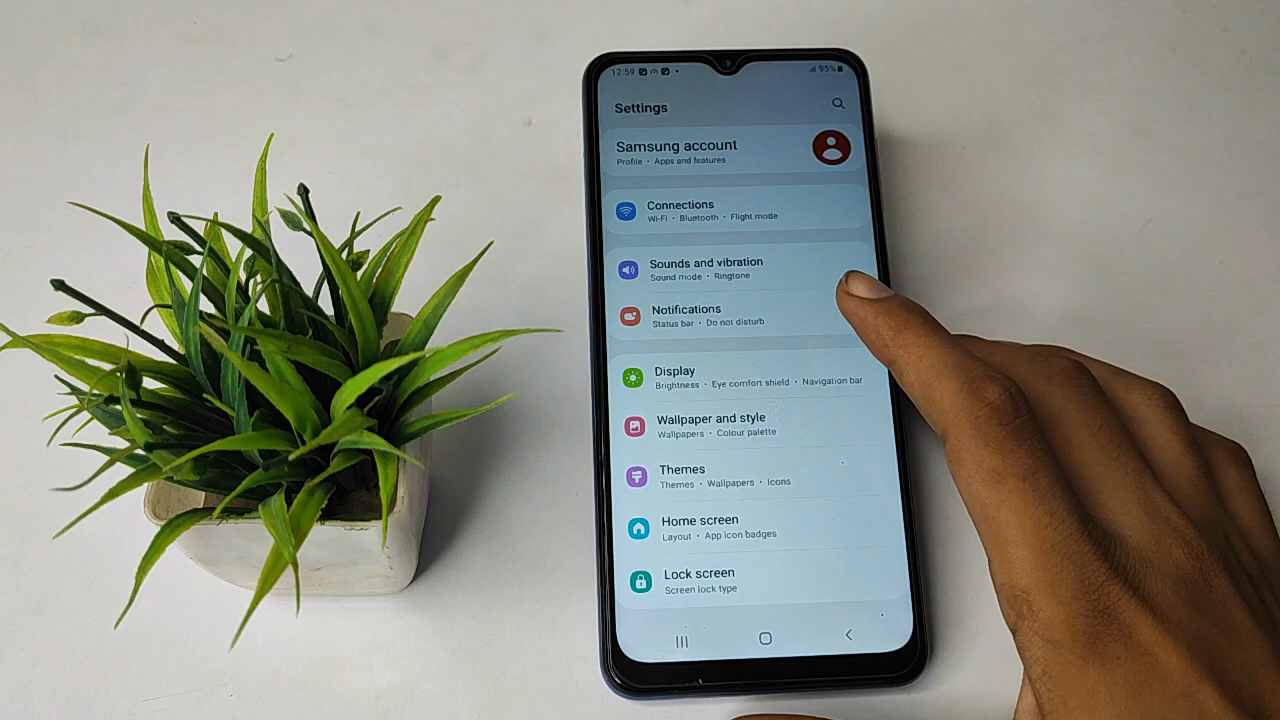 12:59 95%
Settings
Samsung account
Profile • Apps and features
Connections
Wi-Fi • Bluetooth • Flight mode
Sounds and vibration
Sound mode • Ringtone
Notifications
Status bar • Do not disturb
Display
Brightness • Eye comfort shield • Navigation bar
Wallpaper and style
Wallpapers • Colour palette
Themes
Themes • Wallpapers • Icons
Home screen
Layout • App icon badges
Lock screen
Screen lock type